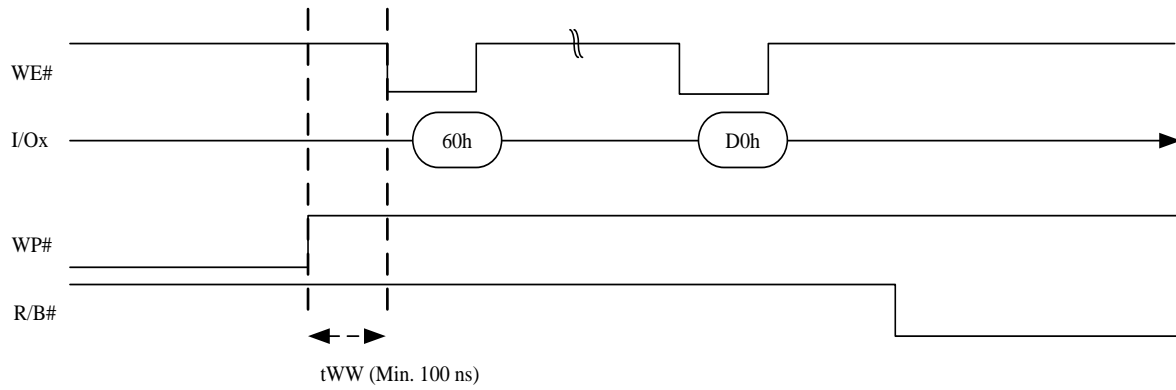 WE#
I/Ox
60h
D0h
WP#
R/B#
tWW (Min. 100 ns)